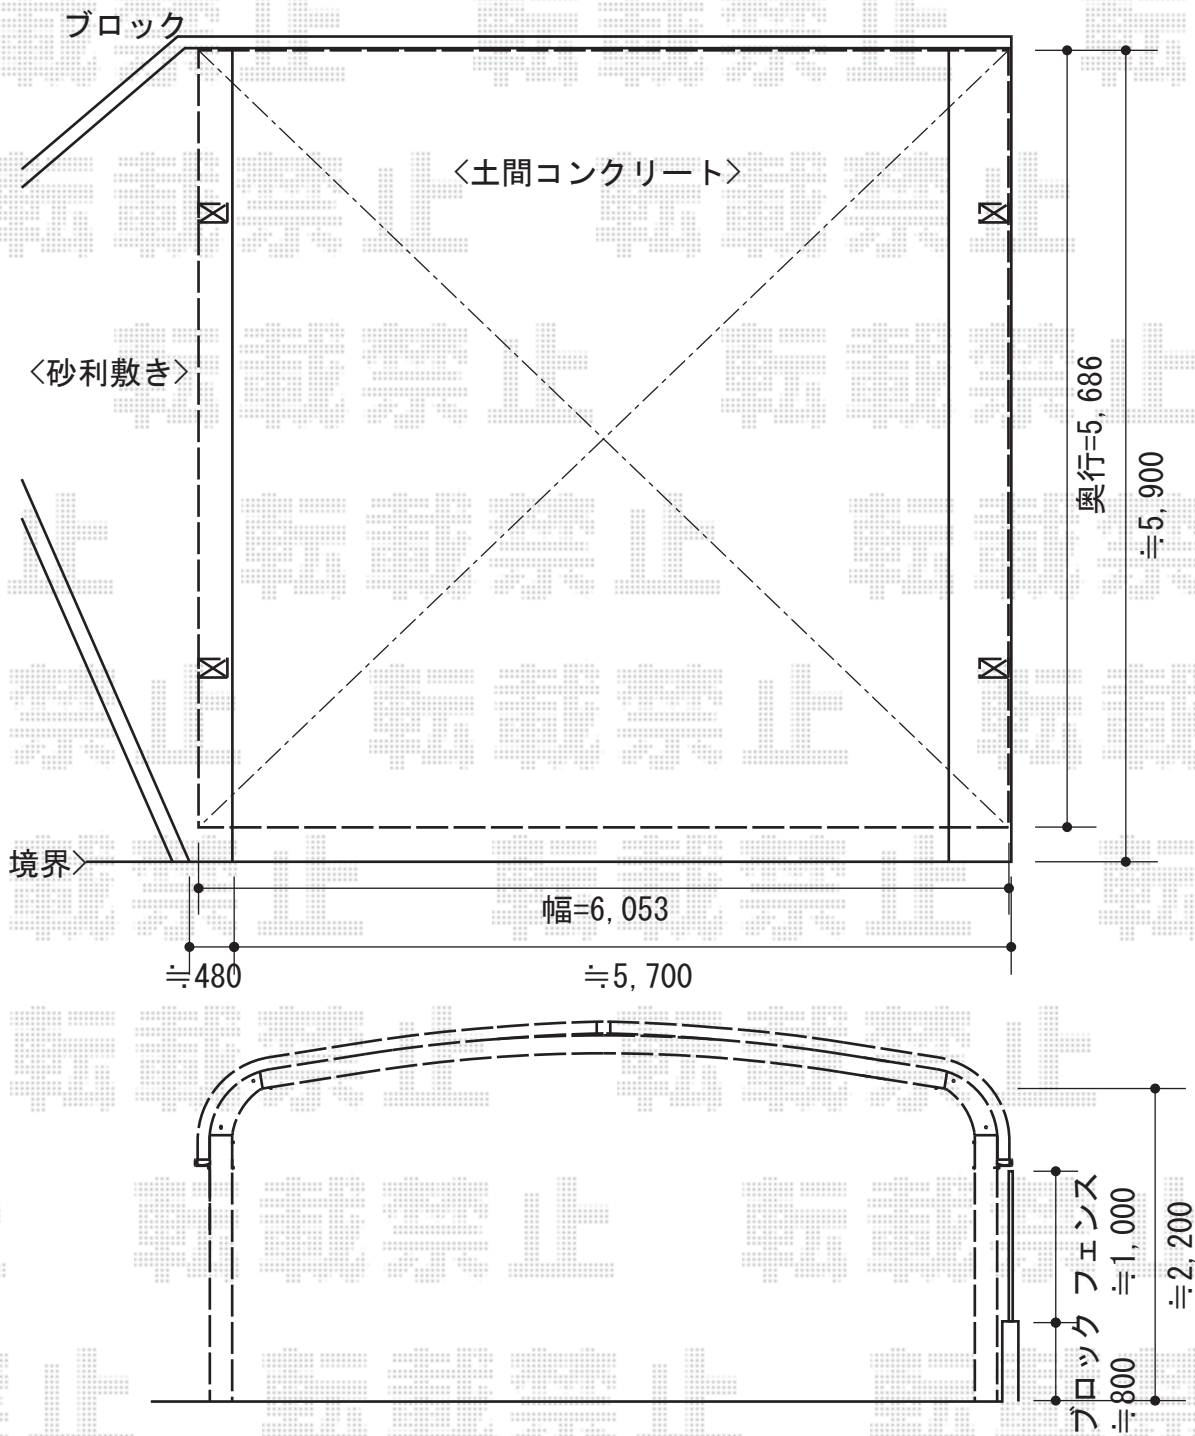 ブロック
<土間コンクリート>
<砂利敷き>
奥行=5,686
≒5,900
境界>
幅=6,053
≒480
≒5,700
フェンス
≒1,000
≒2,200
ブロック
≒800
転載禁止